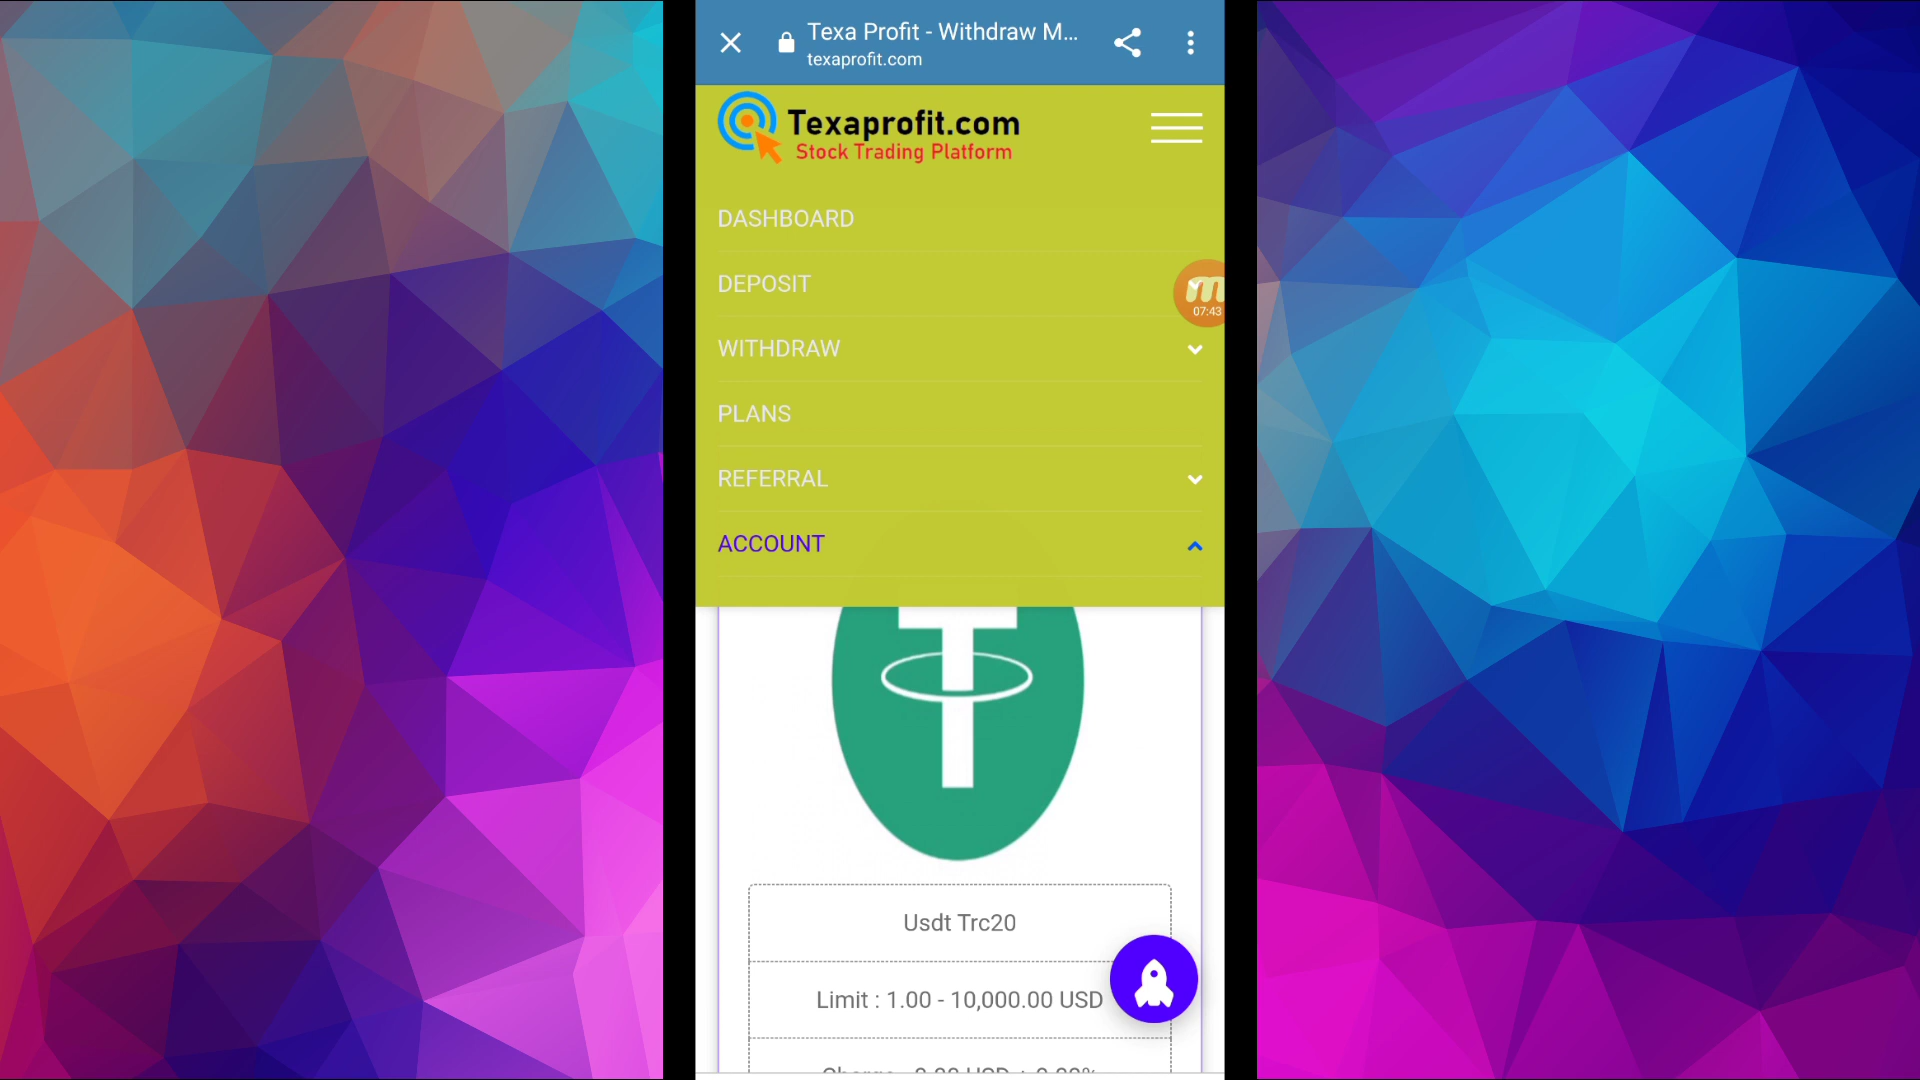 Texa Profit - Withdraw M...
texaprofit.com
Texaprofit.com
Stock Trading Platform
DASHBOARD
DEPOSIT
07:43
WITHDRAW
PLANS
REFERRAL
ACCOUNT
Usdt Trc20
Limit : 1.00 - 10,000.00 USD